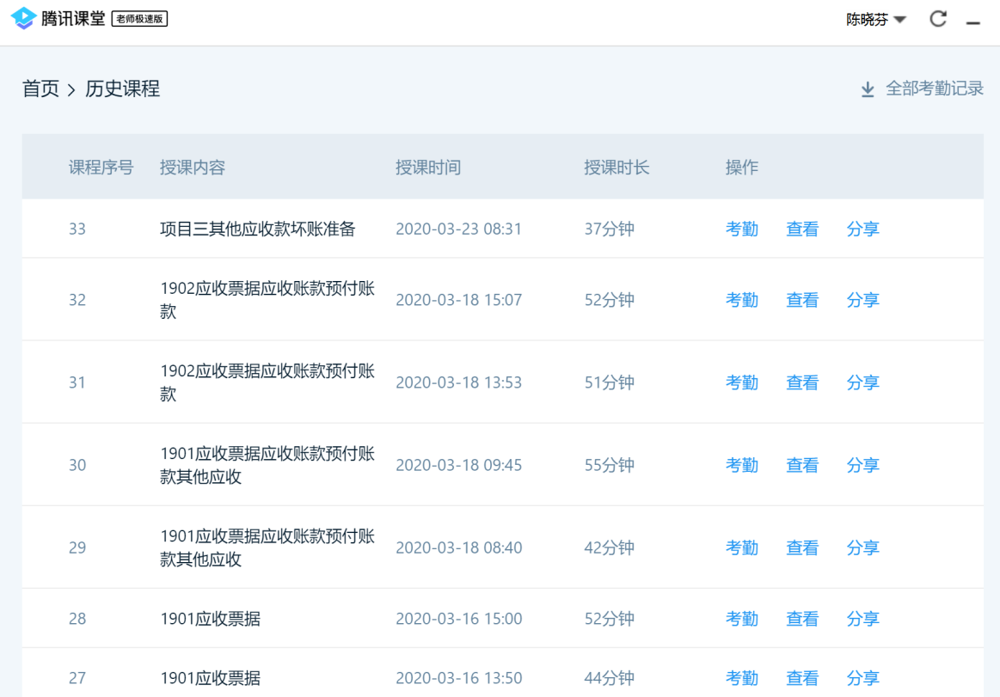 腾讯课堂 老师极速版 陈晓芬
首页 > 历史课程 全部考勤记录
课程序号 授课内容 授课时间 授课时长 操作
33 项目三其他应收款坏账准备 2020-03-23 08:31 37分钟 考勤 查看 分享
32 1902应收票据应收账款预付账 2020-03-18 15:07 52分钟 考勤 查看 分享
款
31 1902应收票据应收账款预付账 2020-03-18 13:53 51分钟 考勤 查看 分享
款
30 1901应收票据应收账款预付账 2020-03-18 09:45 55分钟 考勤 查看 分享
款其他应收
29 1901应收票据应收账款预付账 2020-03-18 08:40 42分钟 考勤 查看 分享
款其他应收
28 1901应收票据 2020-03-16 15:00 52分钟 考勤 查看 分享
27 1901应收票据 2020-03-16 13:50 44分钟 考勤 查看 分享